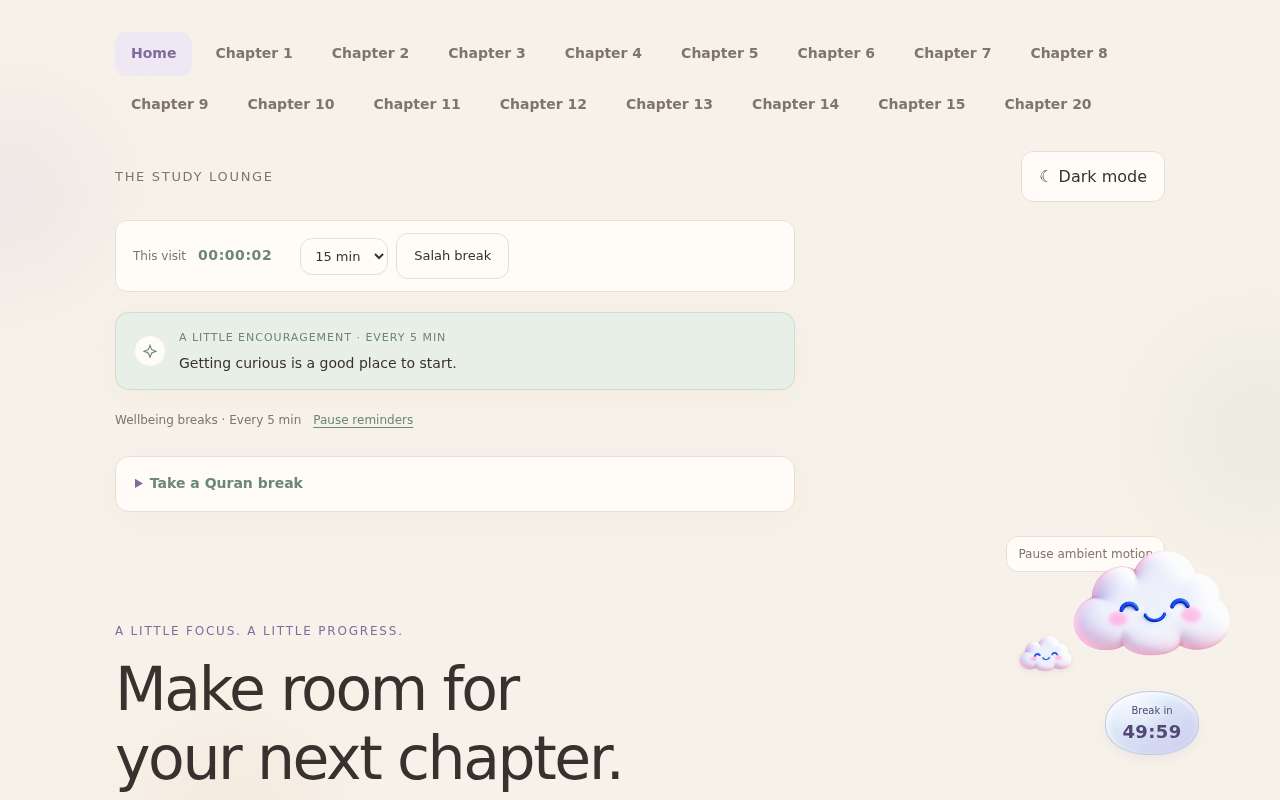 Home Chapter 1 Chapter 2 Chapter 3 Chapter 4 Chapter 5 Chapter 6 Chapter 7 Chapter 8
Chapter 9 Chapter 10 Chapter 11 Chapter 12 Chapter 13 Chapter 14 Chapter 15 Chapter 20
THE STUDY LOUNGE
☾ Dark mode
This visit 00:00:02 15 min Salah break
A LITTLE ENCOURAGEMENT · EVERY 5 MIN
Getting curious is a good place to start.
Wellbeing breaks · Every 5 min Pause reminders
Take a Quran break
Pause ambient motion
A LITTLE FOCUS. A LITTLE PROGRESS.
Make room for
your next chapter.
Break in
49:59